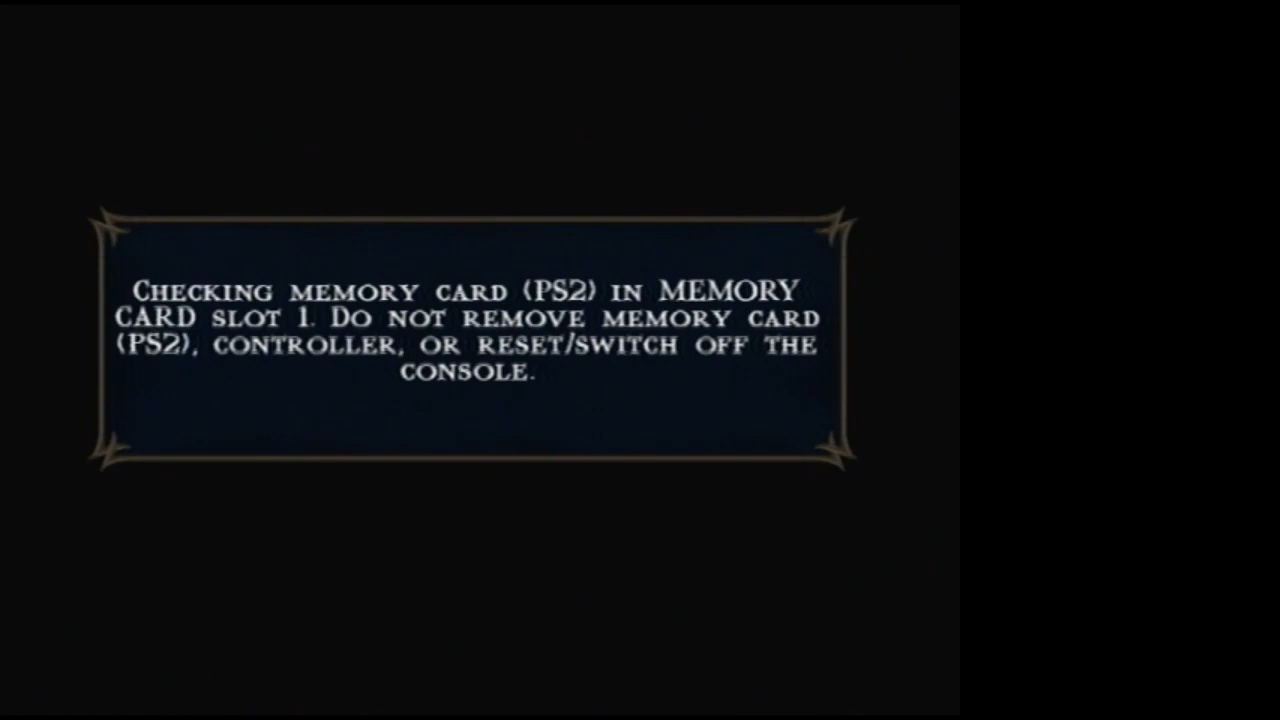 Checking memory card (PS2) in MEMORY
CARD slot 1. Do not remove memory card
(PS2), controller, or reset/switch off the
console.